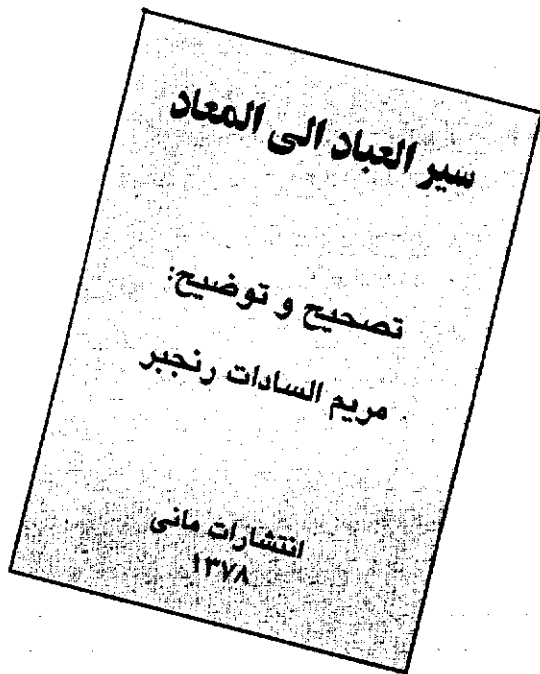 سیر العباد الی المعاد
تصحیح و توضیح:
مریم السادات رنجبر
انتشارات مانی
۱۳۷۸